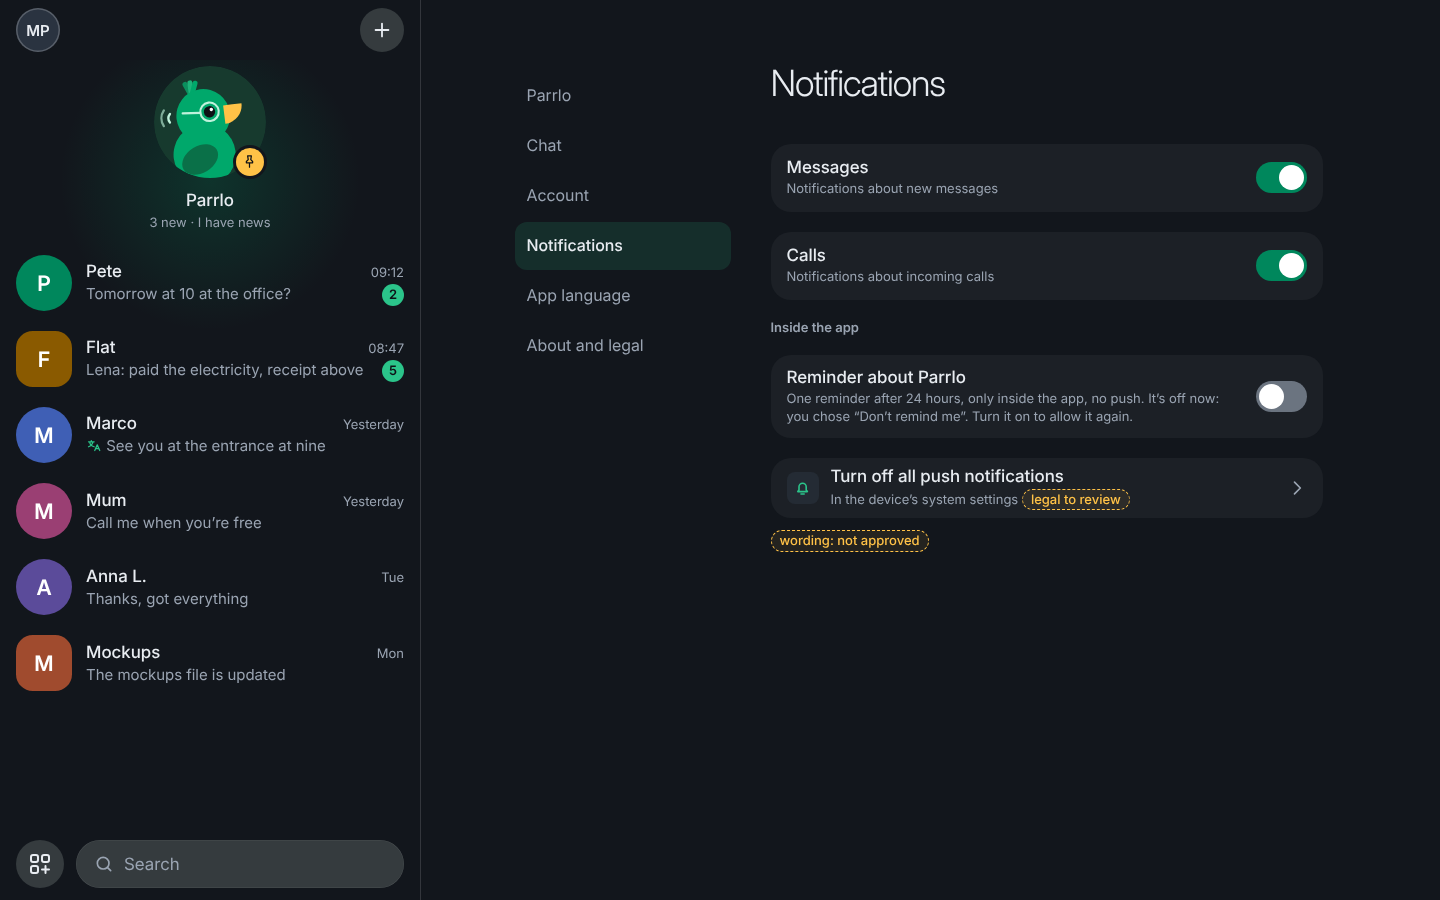 MP
Parrlo
3 new · I have news
P
Pete
09:12
Tomorrow at 10 at the office?
2
F
Flat
08:47
Lena: paid the electricity, receipt above
5
M
Marco
Yesterday
See you at the entrance at nine
M
Mum
Yesterday
Call me when you’re free
A
Anna L.
Tue
Thanks, got everything
M
Mockups
Mon
The mockups file is updated
Search
Parrlo
Chat
Account
Notifications
App language
About and legal
Notifications
Messages
Notifications about new messages
Calls
Notifications about incoming calls
Inside the app
Reminder about Parrlo
One reminder after 24 hours, only inside the app, no push. It’s off now:
you chose “Don’t remind me”. Turn it on to allow it again.
Turn off all push notifications
In the device’s system settings legal to review
wording: not approved